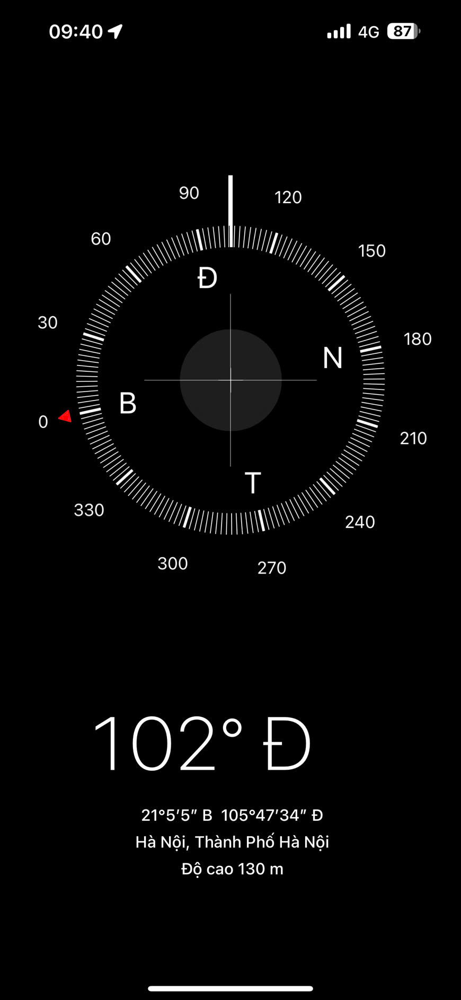 09:40 4G 87
90 120
60 150
Đ
30 180
N
B
0 210
T
330 240
300 270
102° Đ
21°5′5″ B 105°47′34″ Đ
Hà Nội, Thành Phố Hà Nội
Độ cao 130 m